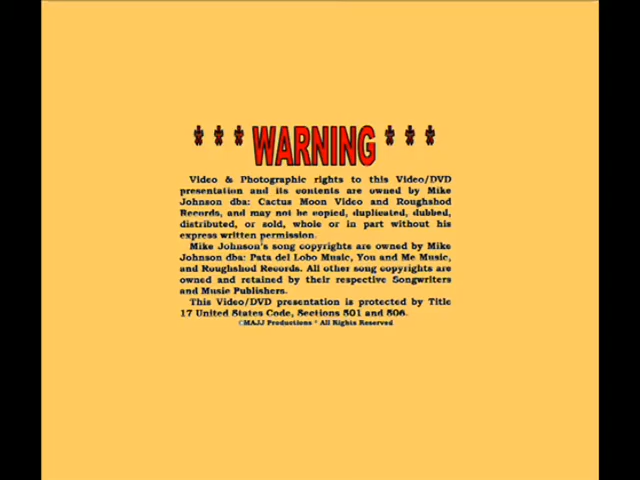 * * * WARNING * * *
Video & Photographic rights to this Video/DVD
presentation and its contents are owned by Mike
Johnson dba: Cactus Moon Video and Roughshod
Records, and may not be copied, duplicated, dubbed,
distributed, or sold, whole or in part without his
express written permission.
Mike Johnson's song copyrights are owned by Mike
Johnson dba: Pata del Lobo Music, You and Me Music,
and Roughshod Records. All other song copyrights are
owned and retained by their respective Songwriters
and Music Publishers.
This Video/DVD presentation is protected by Title
17 United States Code, Sections 501 and 506.
©MAJJ Productions * All Rights Reserved